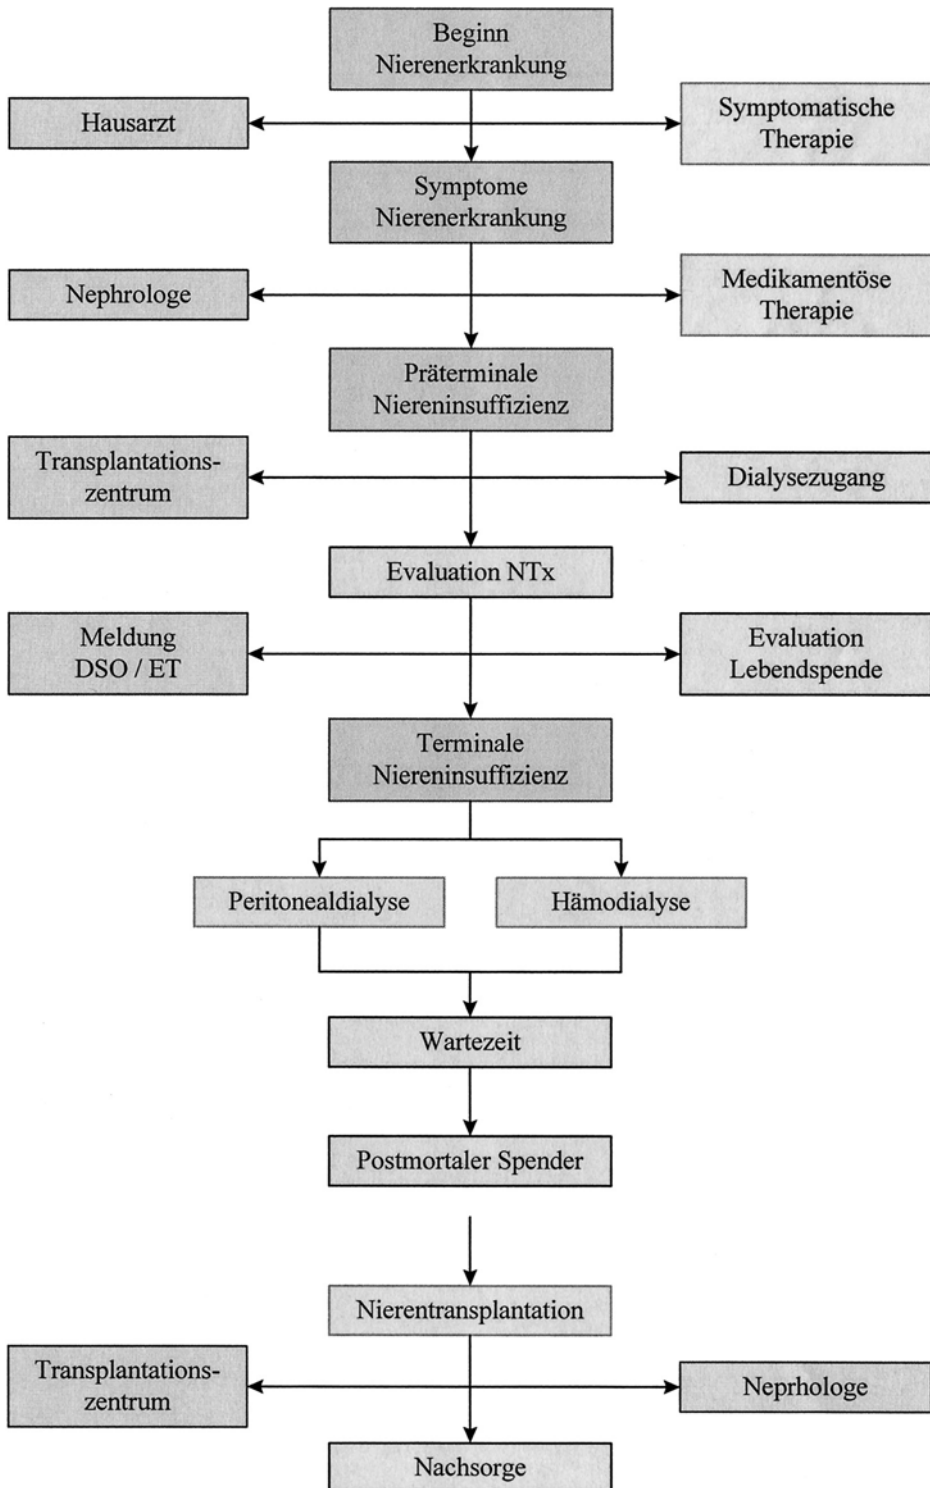 Beginn
Nierenerkrankung
Hausarzt
Symptomatische
Therapie
Symptome
Nierenerkrankung
Nephrologe
Medikamentöse
Therapie
Präterminale
Niereninsuffizienz
Transplantations-
zentrum
Dialysezugang
Evaluation NTx
Meldung
DSO / ET
Evaluation
Lebendspende
Terminale
Niereninsuffizienz
Peritonealdialyse
Hämodialyse
Wartezeit
Postmortaler Spender
Nierentransplantation
Transplantations-
zentrum
Neprhologe
Nachsorge